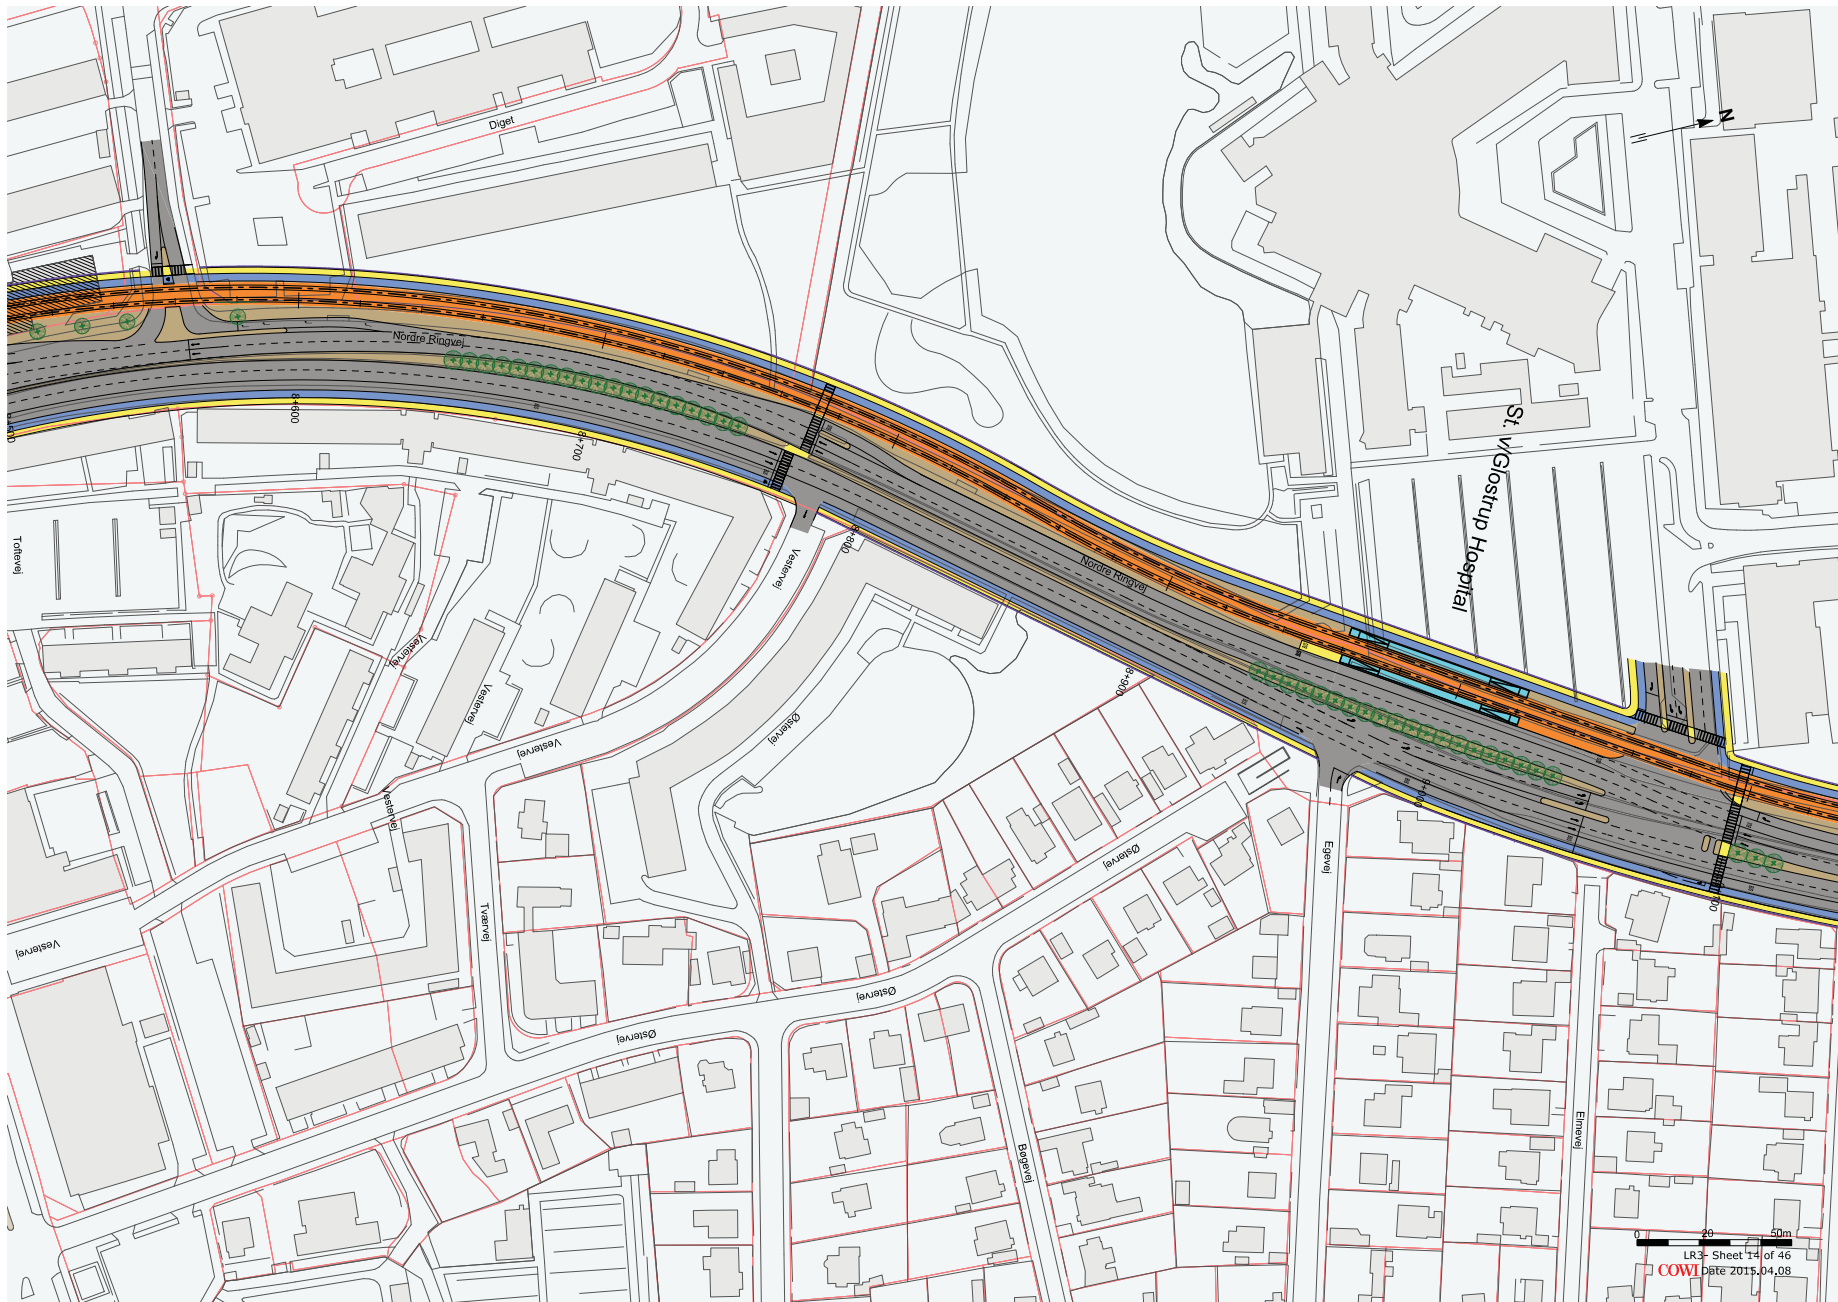 Diget
N
Nordre Ringvej
8+600
8+700
St. v/Glostrup Hospital
Toftevej
Vestervej
8+800
Nordre Ringvej
Vestervej
Vestervej
Østervej
8+900
Vestervej
Vestervej
Østervej
Egevej
Tværvej
Vestervej
Østervej
Østervej
Bøgevej
Elmevej
0 20 50m
LR3- Sheet 14 of 46
COWI Date 2015.04.08